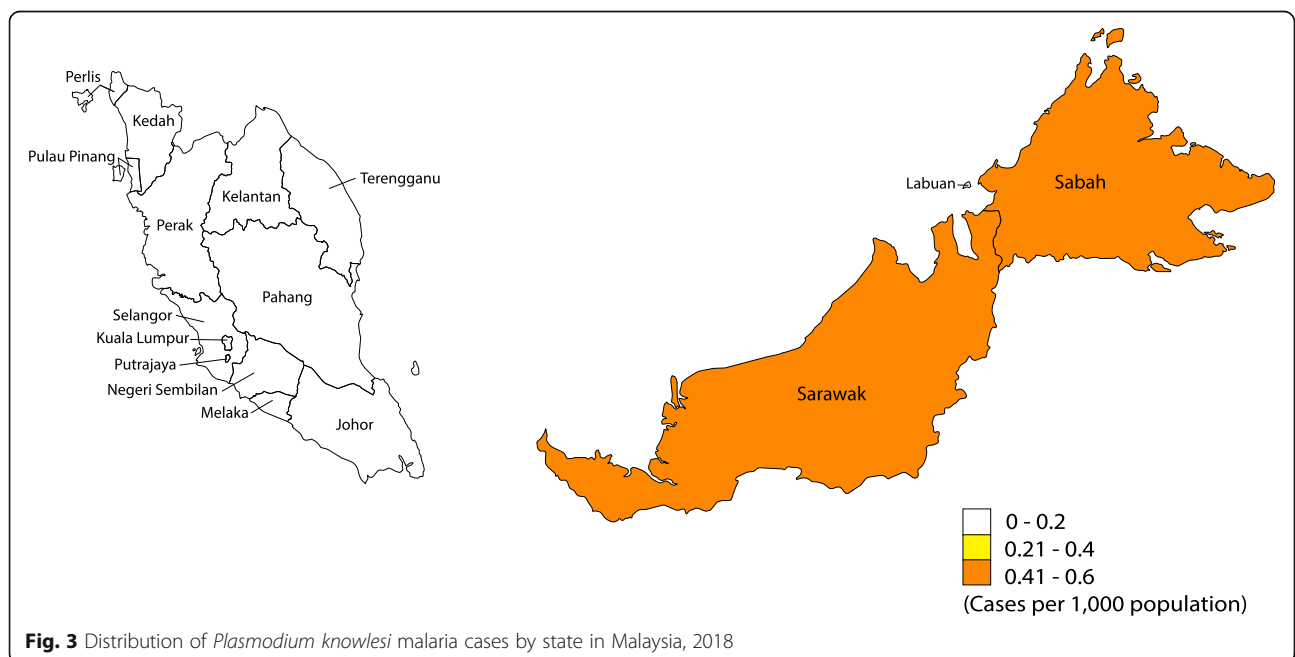 Perlis
Kedah
Pulau Pinang
Terengganu
Kelantan
Perak
Pahang
Selangor
Kuala Lumpur
Putrajaya
Negeri Sembilan
Melaka
Johor
Labuan
Sabah
Sarawak
0 - 0.2
0.21 - 0.4
0.41 - 0.6
(Cases per 1,000 population)
Fig. 3 Distribution of Plasmodium knowlesi malaria cases by state in Malaysia, 2018